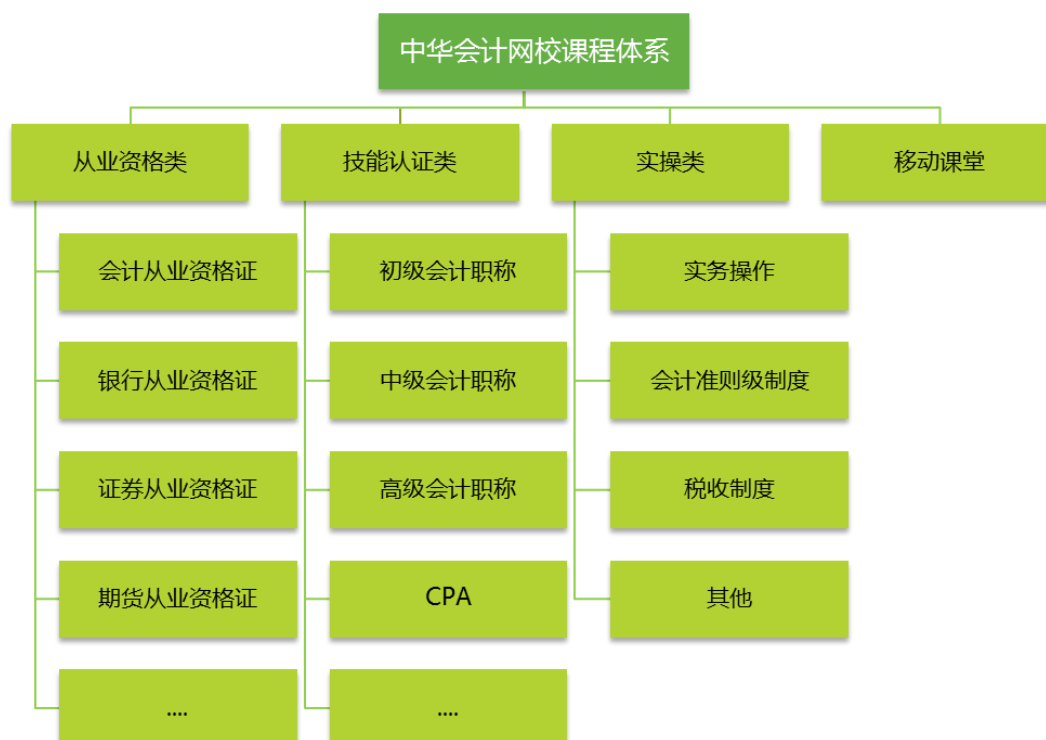 中华会计网校课程体系
从业资格类
技能认证类
实操类
移动课堂
会计从业资格证
初级会计职称
实务操作
银行从业资格证
中级会计职称
会计准则级制度
证券从业资格证
高级会计职称
税收制度
期货从业资格证
CPA
其他
....
....